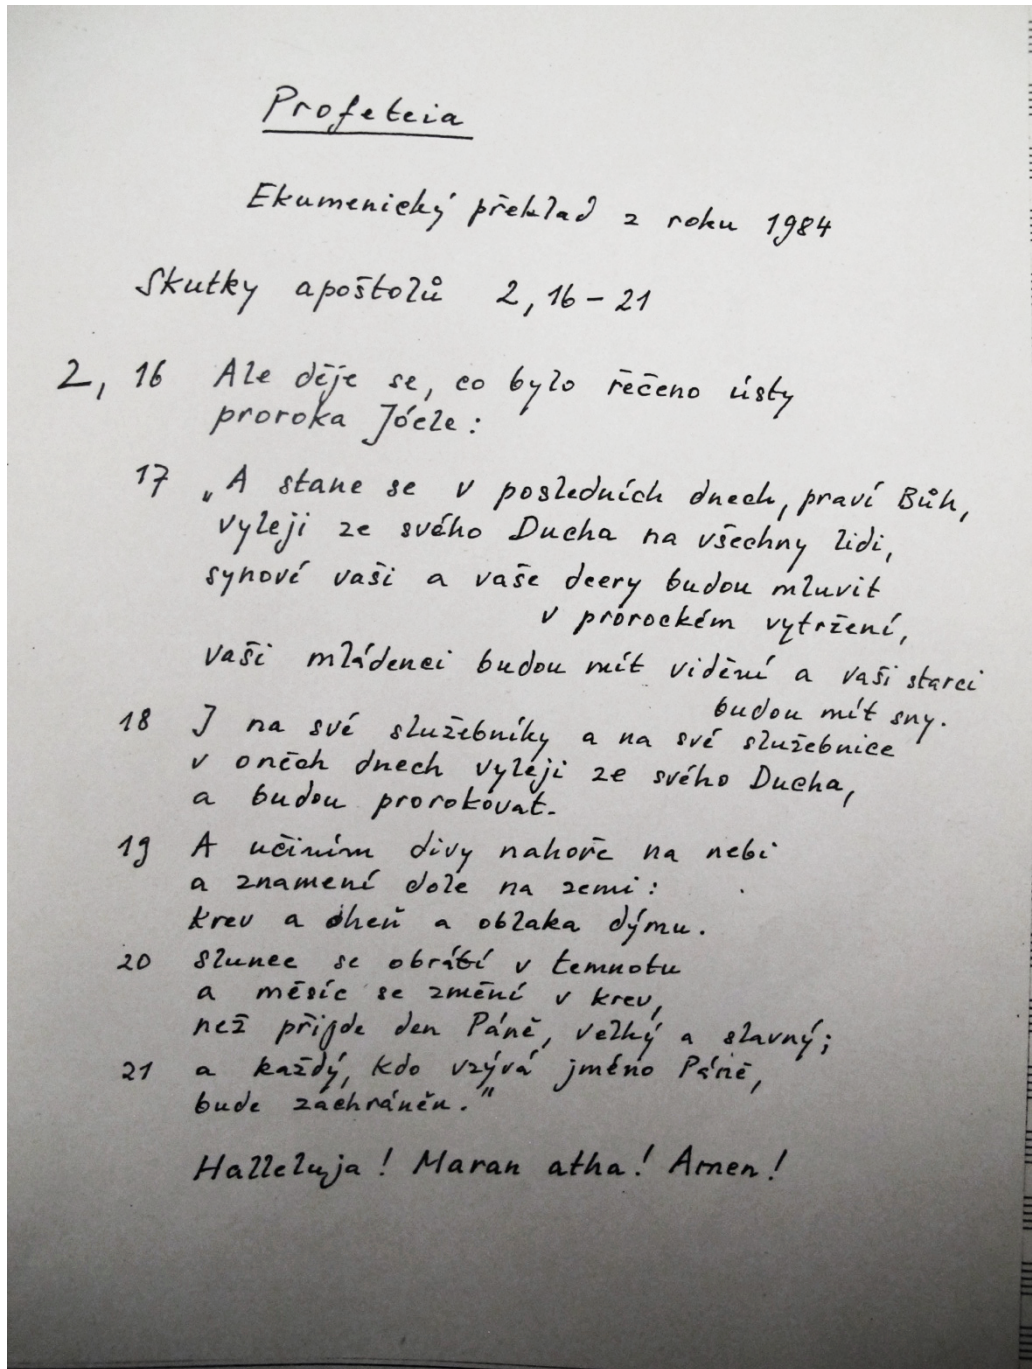 Profeteia
Ekumenický překlad z roku 1984
Skutky apoštolů 2, 16-21
2, 16 Ale děje se, co bylo řečeno ústy
proroka Jóele:
17 „A stane se v posledních dnech, praví Bůh,
vyleji ze svého Ducha na všechny lidi,
synové vaši a vaše dcery budou mluvit
v prorockém vytržení,
vaši mládenci budou mít vidění a vaši starci
budou mít sny.
18 I na své služebníky a na své služebnice
v oněch dnech vyleji ze svého Ducha,
a budou prorokovat.
19 A učiním divy nahoře na nebi
a znamení dole na zemi:
krev a oheň a oblaka dýmu.
20 Slunce se obrátí v temnotu
a měsíc se změní v krev,
než přijde den Páně, velký a slavný;
21 a každý, kdo vzývá jméno Páně,
bude zachráněn.“
Halleluja! Maran atha! Amen!